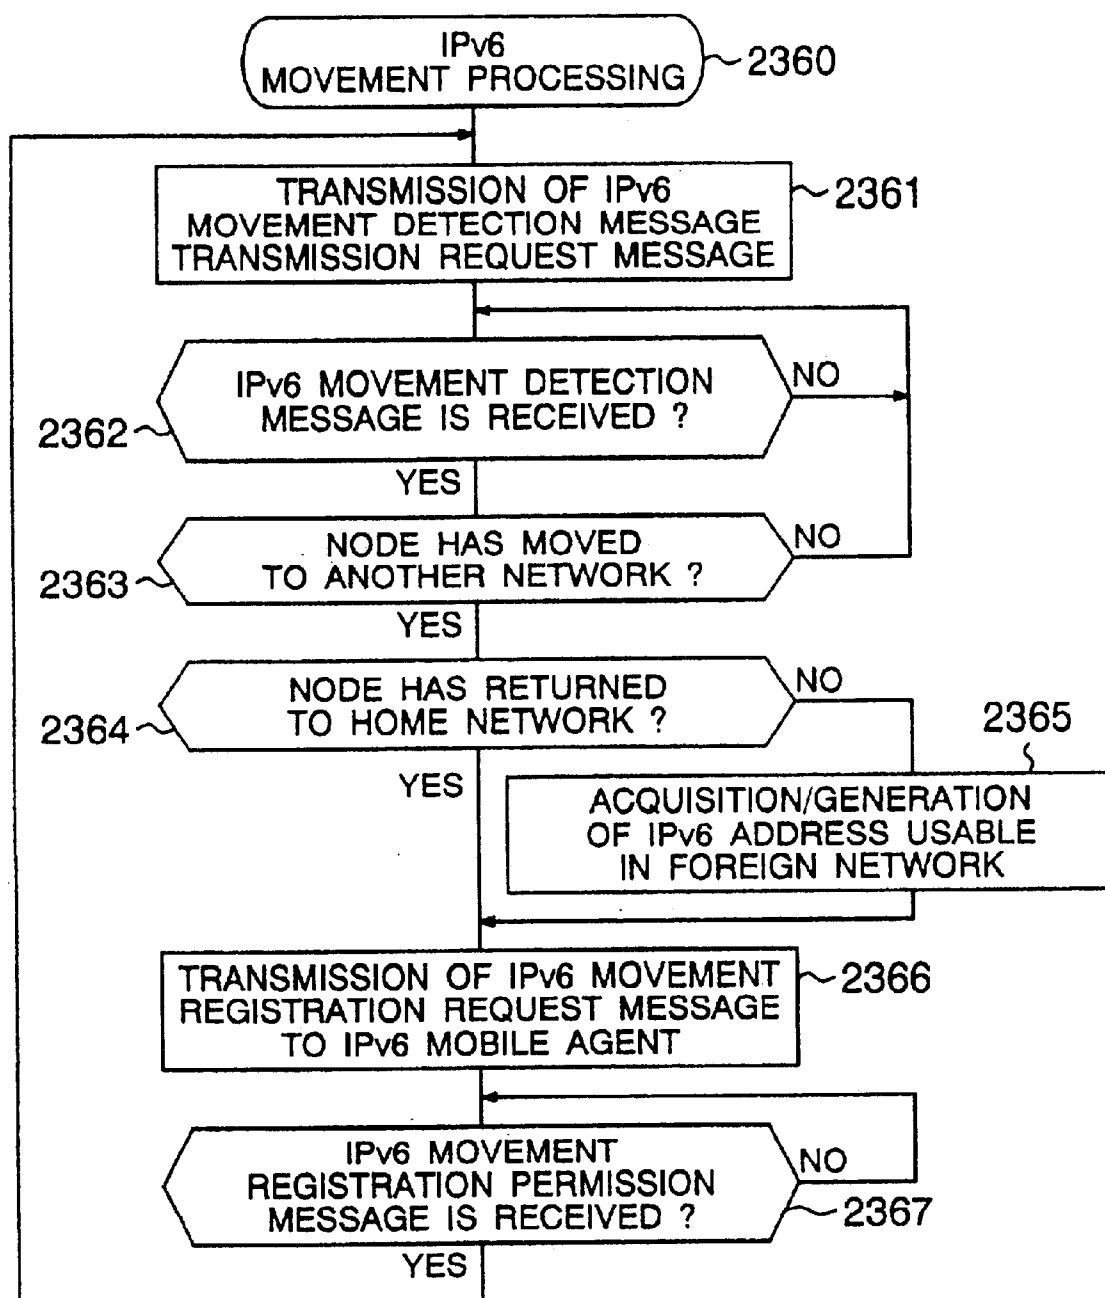 IPv6
MOVEMENT PROCESSING
2360
TRANSMISSION OF IPv6
MOVEMENT DETECTION MESSAGE
TRANSMISSION REQUEST MESSAGE
2361
IPv6 MOVEMENT DETECTION
MESSAGE IS RECEIVED ?
NO
2362
YES
NODE HAS MOVED
TO ANOTHER NETWORK ?
NO
2363
YES
NODE HAS RETURNED
TO HOME NETWORK ?
NO
2364
YES
2365
ACQUISITION/GENERATION
OF IPv6 ADDRESS USABLE
IN FOREIGN NETWORK
TRANSMISSION OF IPv6 MOVEMENT
REGISTRATION REQUEST MESSAGE
TO IPv6 MOBILE AGENT
2366
IPv6 MOVEMENT
REGISTRATION PERMISSION
MESSAGE IS RECEIVED ?
NO
2367
YES